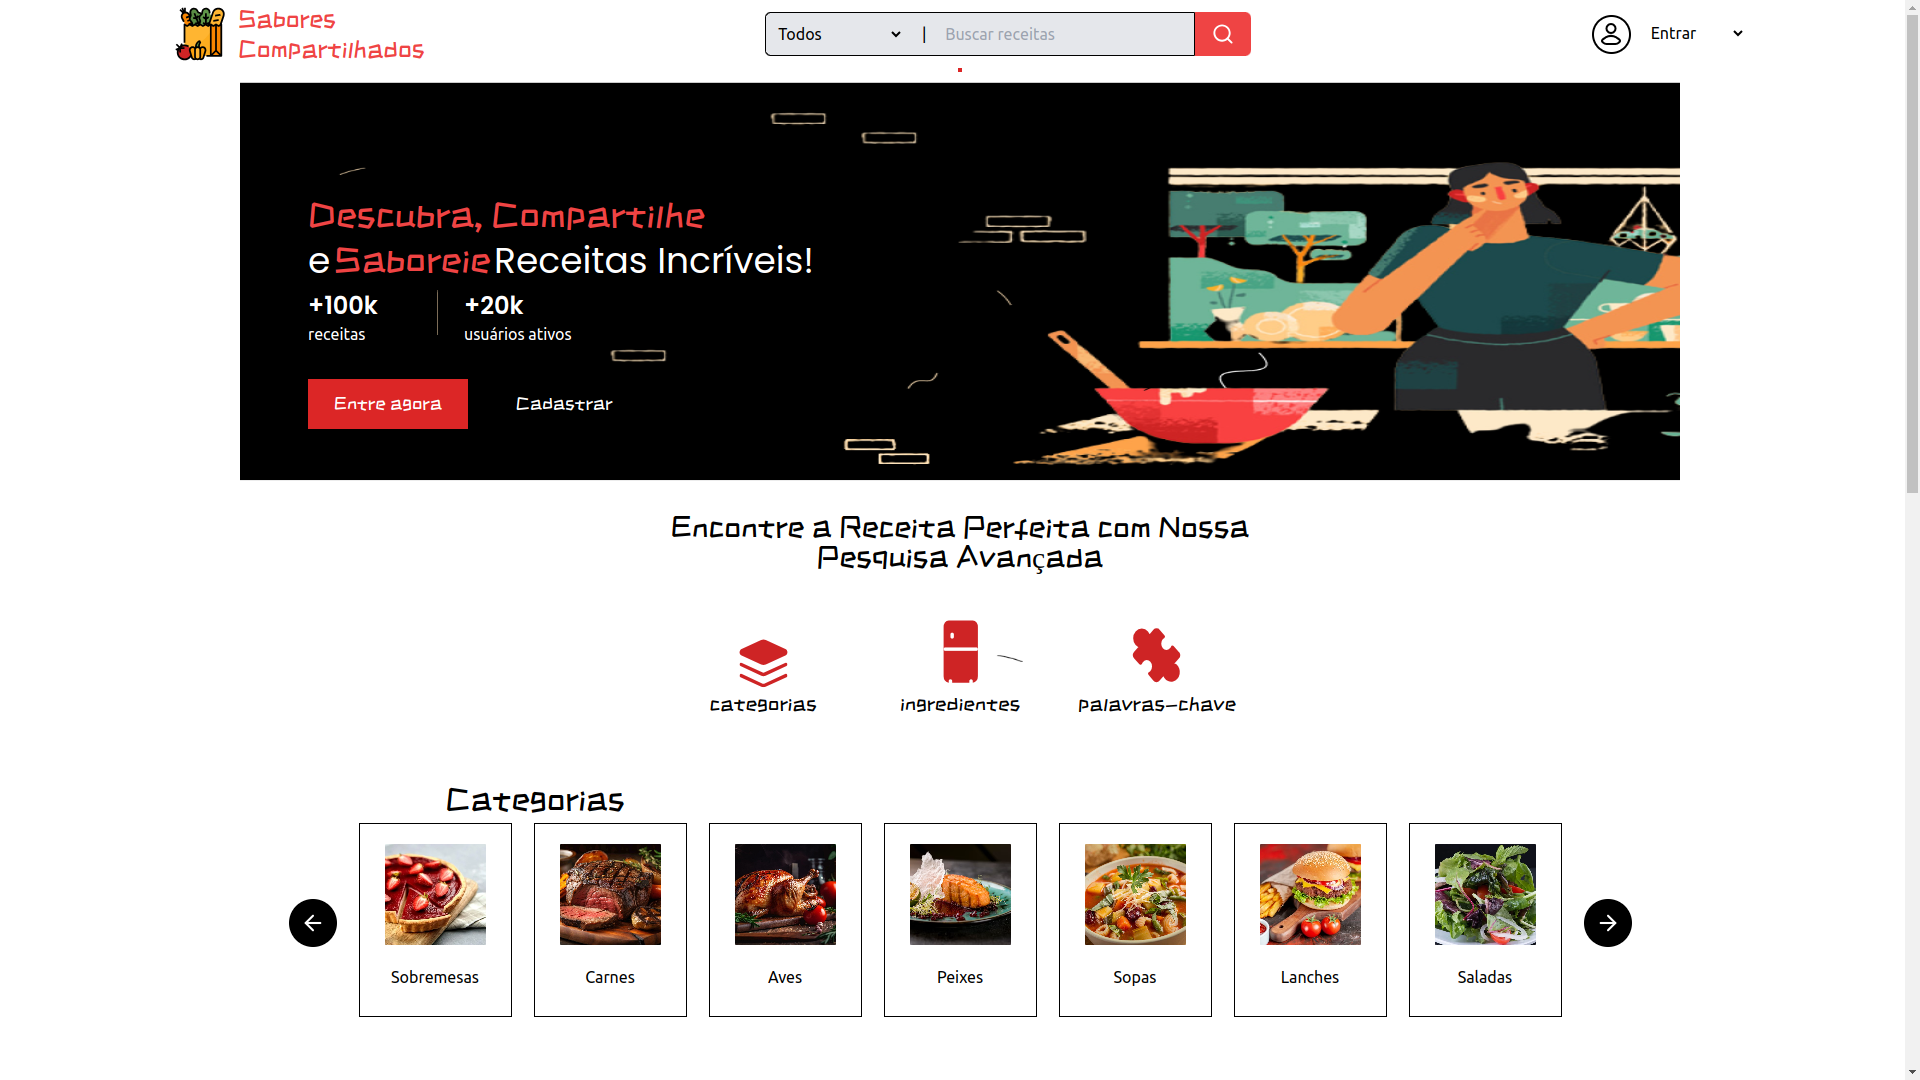 Sabores
Compartilhados
Todos
|
Buscar receitas
Entrar
Descubra, Compartilhe
e Saboreie Receitas Incríveis!
+100k
receitas
+20k
usuários ativos
Entre agora
Cadastrar
Encontre a Receita Perfeita com Nossa
Pesquisa Avançada
categorias
ingredientes
palavras-chave
Categorias
Sobremesas
Carnes
Aves
Peixes
Sopas
Lanches
Saladas